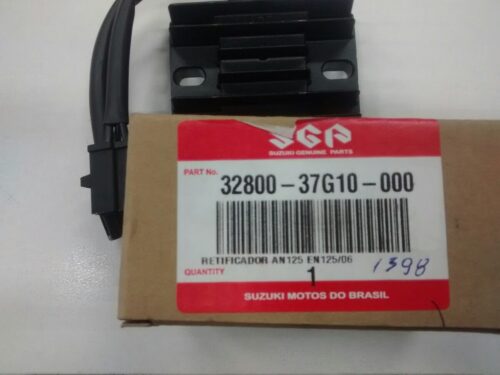 SGP
SUZUKI GENUINE PARTS
PART No. 32800-37G10-000
RETIFICADOR AN125 EN125/06
QUANTITY 1
1398
SUZUKI MOTOS DO BRASIL